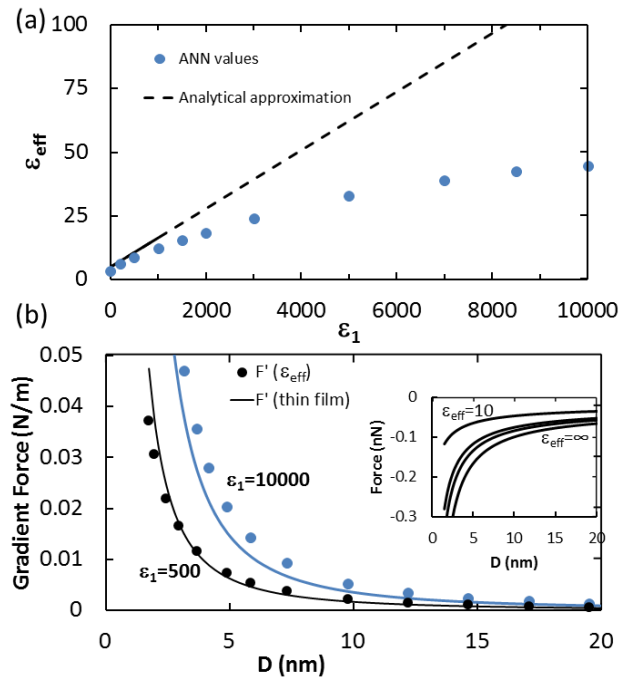 (a)
100
75
50
25
0
εeff
ANN values
Analytical approximation
0 2000 4000 6000 8000 10000
ε1
(b)
0.05
0.04
0.03
0.02
0.01
0
Gradient Force (N/m)
F' (εeff)
F' (thin film)
ε1=10000
ε1=500
0
-0.1
-0.2
-0.3
Force (nN)
εeff=10
εeff=∞
0 5 10 15 20
D (nm)
0 5 10 15 20
D (nm)